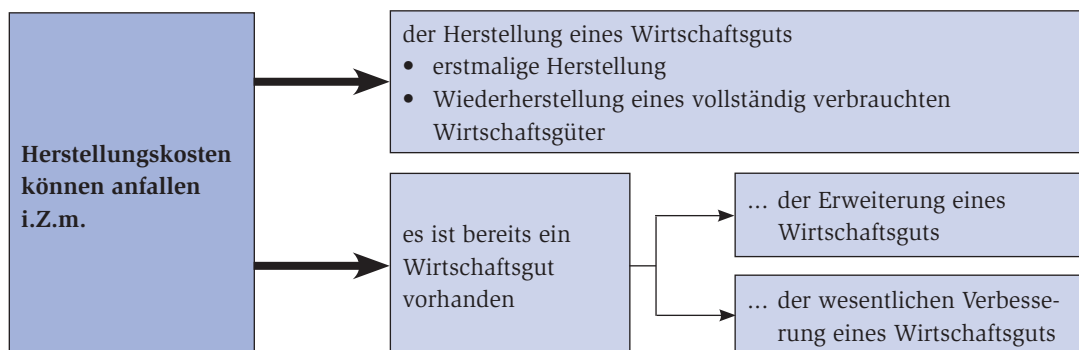 Herstellungskosten
können anfallen
i.Z.m.
der Herstellung eines Wirtschaftsguts
• erstmalige Herstellung
• Wiederherstellung eines vollständig verbrauchten
Wirtschaftsgüter
es ist bereits ein
Wirtschaftsgut
vorhanden
... der Erweiterung eines
Wirtschaftsguts
... der wesentlichen Verbesse-
rung eines Wirtschaftsguts